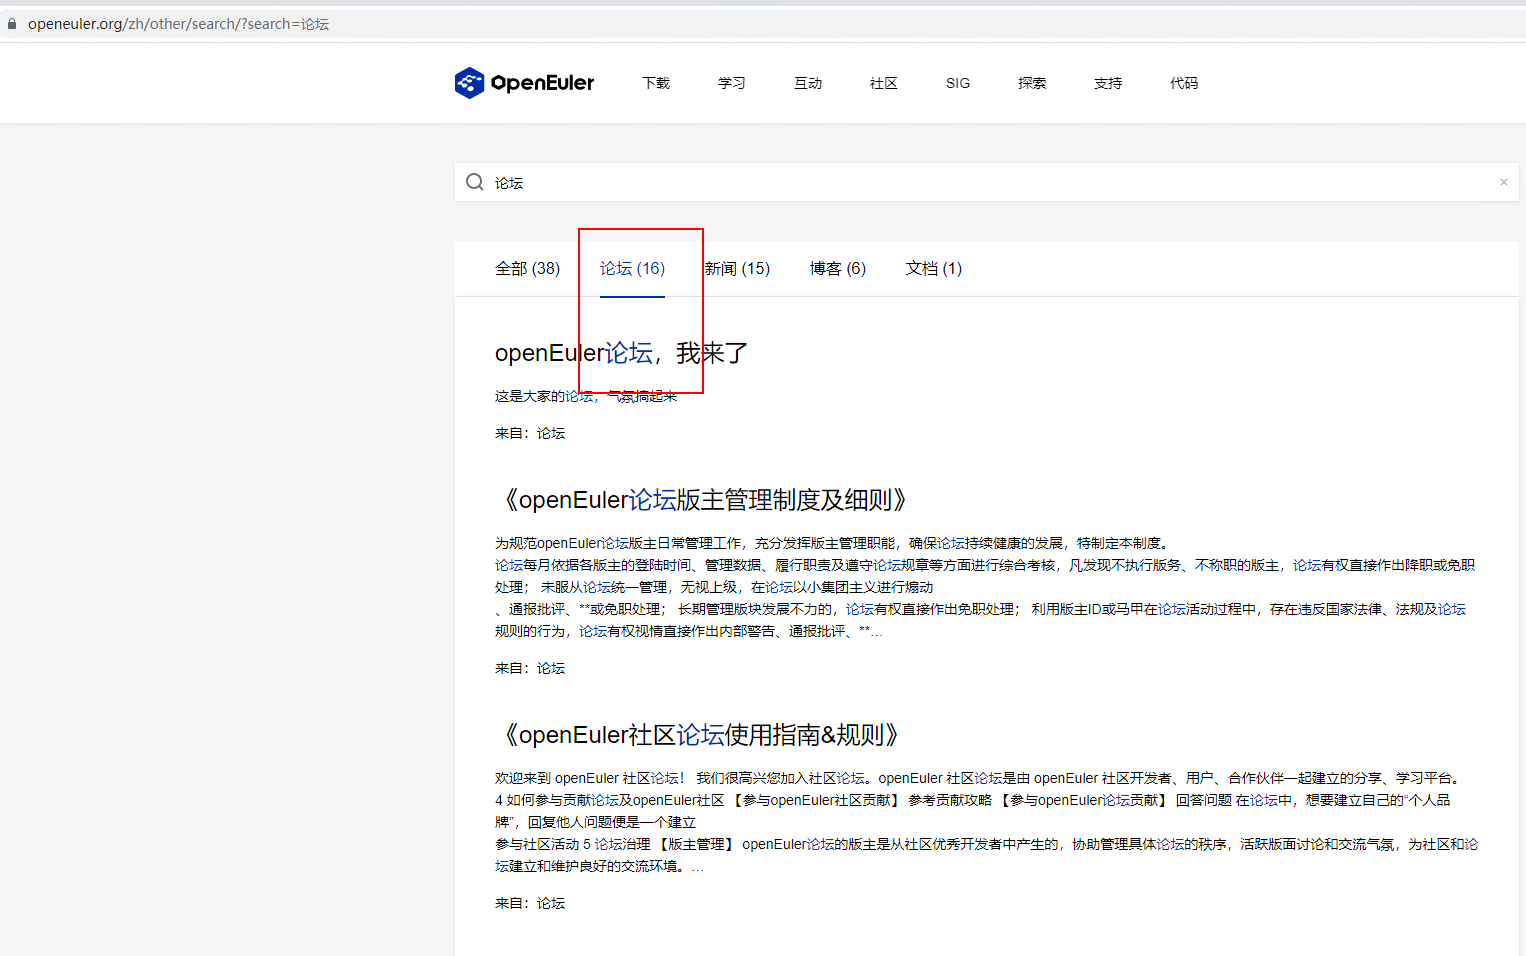 openeuler.org/zh/other/search/?search=论坛
OpenEuler 下载 学习 互动 社区 SIG 探索 支持 代码
论坛 ×
全部 (38) 论坛 (16) 新闻 (15) 博客 (6) 文档 (1)
openEuler论坛，我来了
这是大家的论坛，气氛搞起来
来自：论坛
《openEuler论坛版主管理制度及细则》
为规范openEuler论坛版主日常管理工作，充分发挥版主管理职能，确保论坛持续健康的发展，特制定本制度。
论坛每月依据各版主的登陆时间、管理数据、履行职责及遵守论坛规章等方面进行综合考核，凡发现不执行版务、不称职的版主，论坛有权直接作出降职或免职
处理； 未服从论坛统一管理，无视上级，在论坛以小集团主义进行煽动
、通报批评、**或免职处理； 长期管理版块发展不力的，论坛有权直接作出免职处理； 利用版主ID或马甲在论坛活动过程中，存在违反国家法律、法规及论坛
规则的行为，论坛有权视情直接作出内部警告、通报批评、**...
来自：论坛
《openEuler社区论坛使用指南&规则》
欢迎来到 openEuler 社区论坛！ 我们很高兴您加入社区论坛。openEuler 社区论坛是由 openEuler 社区开发者、用户、合作伙伴一起建立的分享、学习平台。
4 如何参与贡献论坛及openEuler社区 【参与openEuler社区贡献】 参考贡献攻略 【参与openEuler论坛贡献】 回答问题 在论坛中，想要建立自己的“个人品
牌”，回复他人问题便是一个建立
参与社区活动 5 论坛治理 【版主管理】 openEuler论坛的版主是从社区优秀开发者中产生的，协助管理具体论坛的秩序，活跃版面讨论和交流气氛，为社区和论
坛建立和维护良好的交流环境。...
来自：论坛